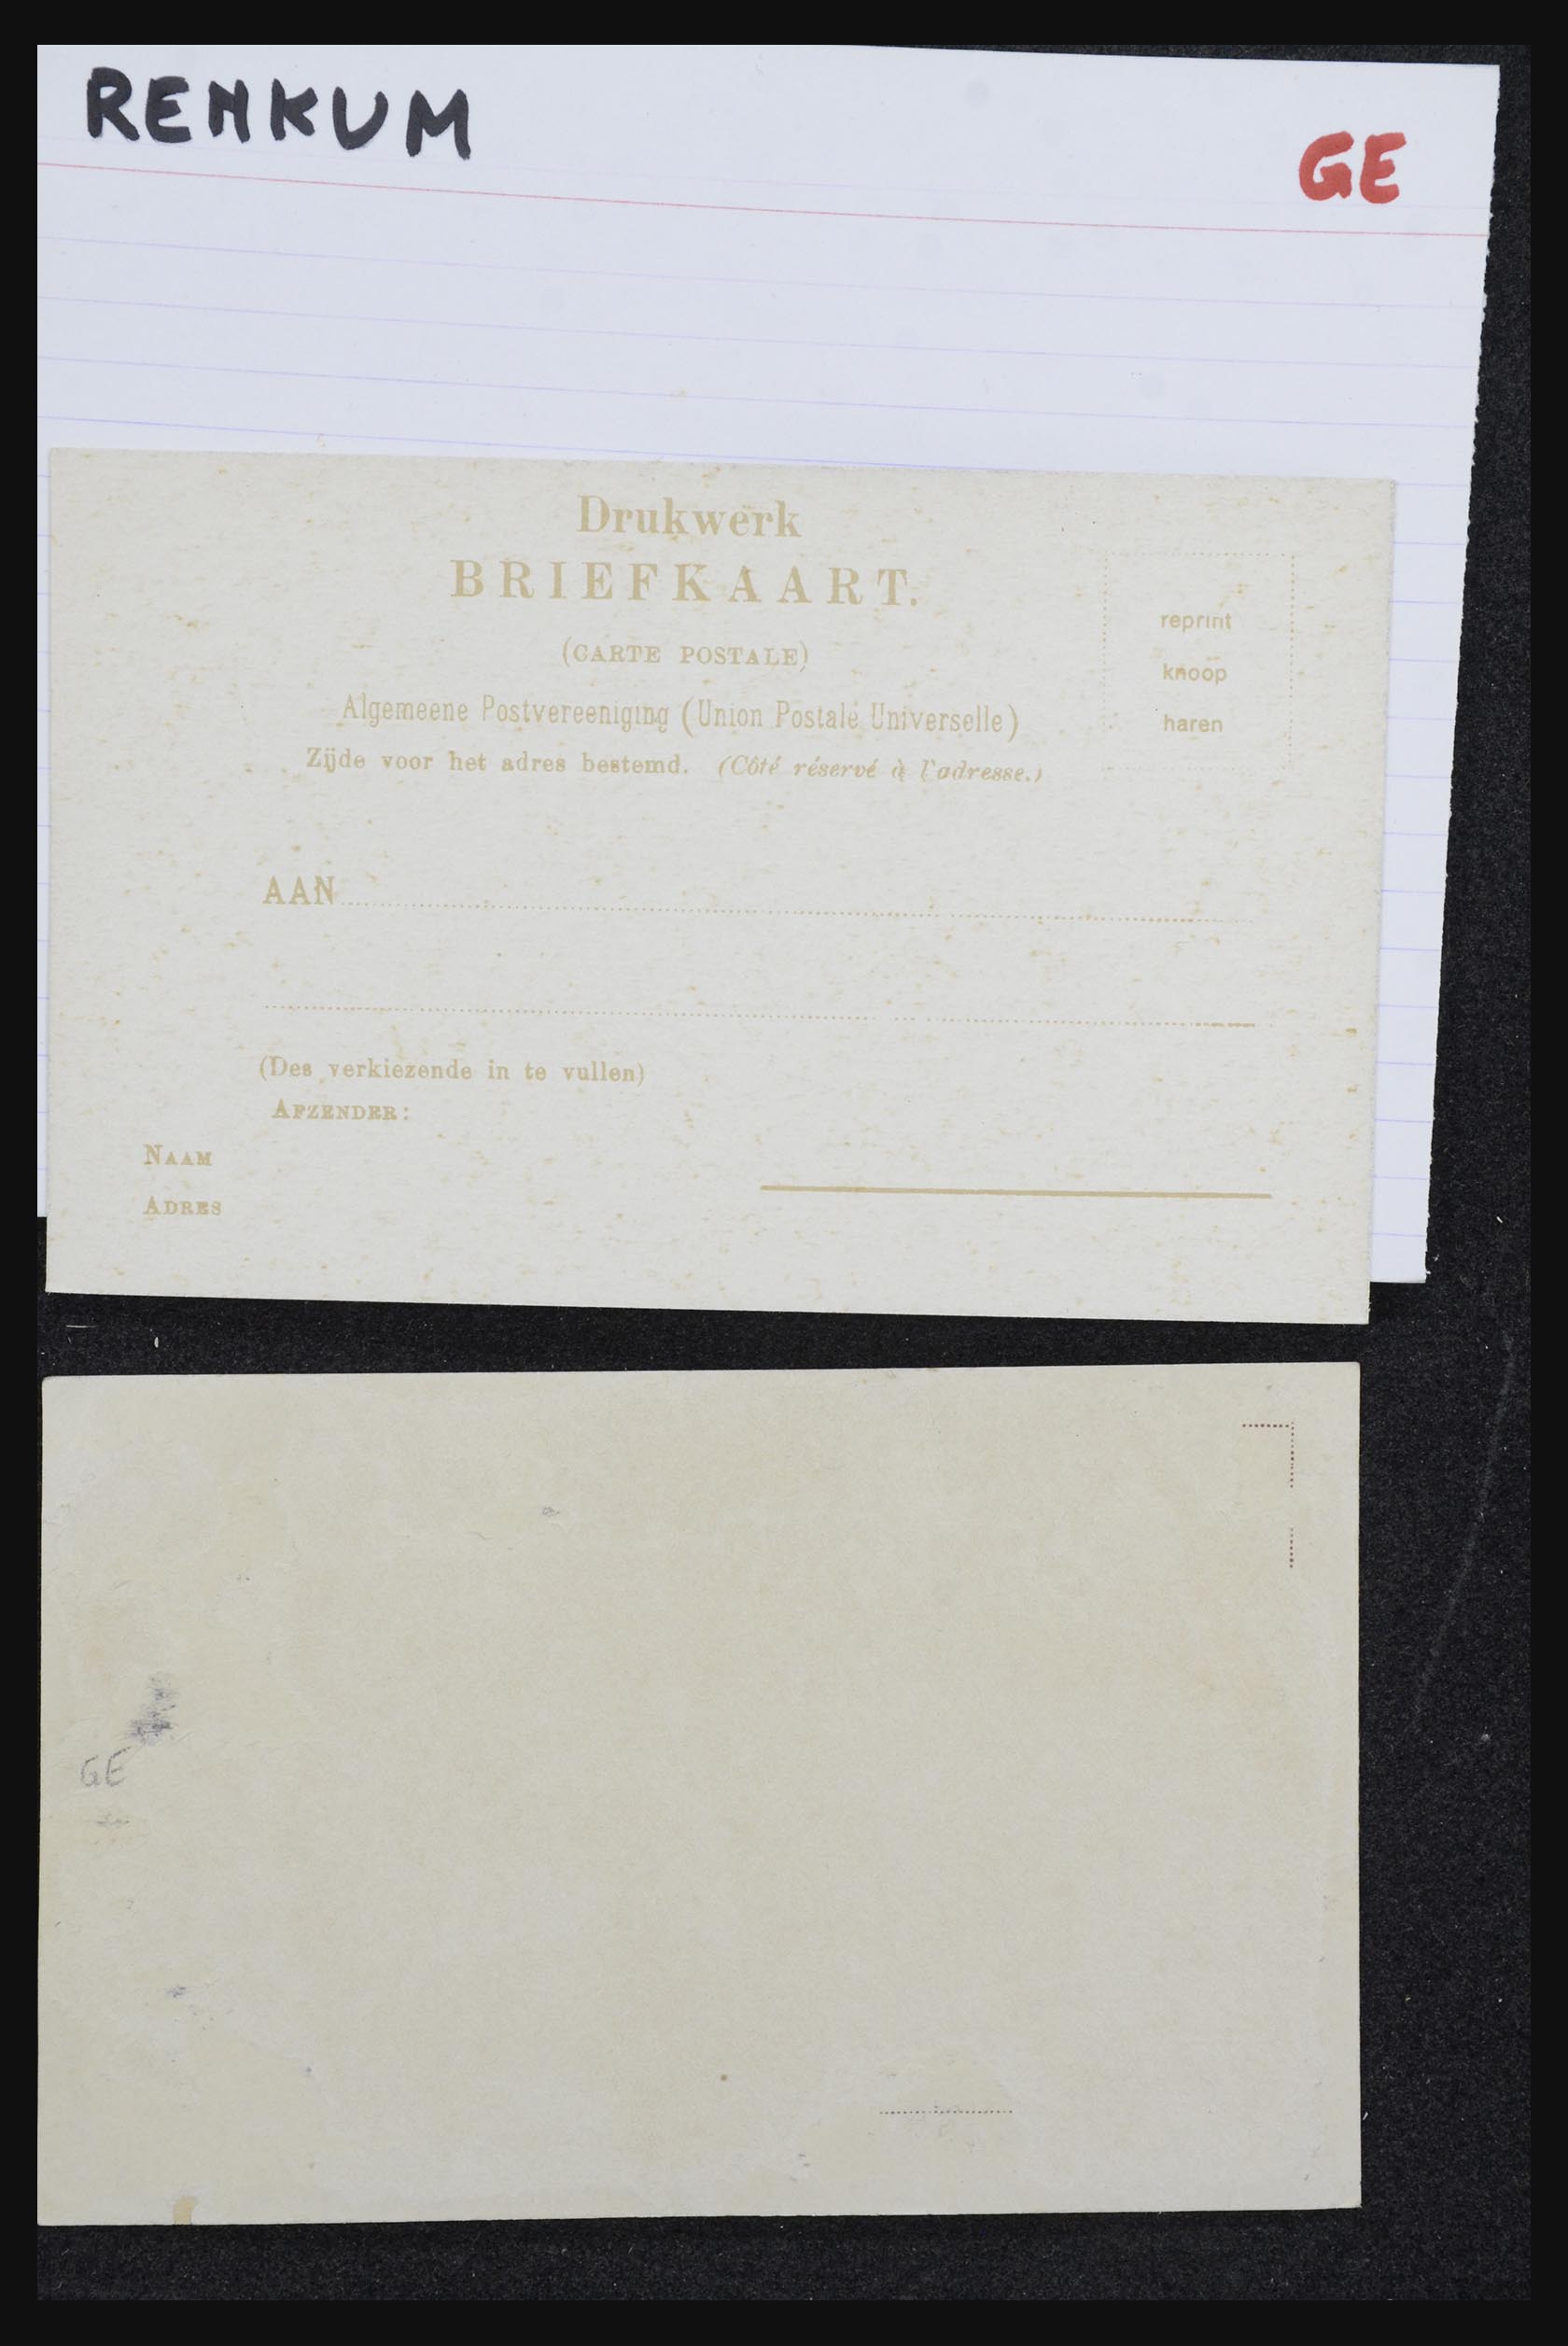 RENKUM
GE
Drukwerk
BRIEFKAART.
(CARTE POSTALE)
Algemeene Postvereeniging (Union Postale Universelle)
Zijde voor het adres bestemd. (Côté réservé à l'adresse.)
reprint
knoop
haren
AAN
(Des verkiezende in te vullen)
AFZENDER:
NAAM
ADRES
GE